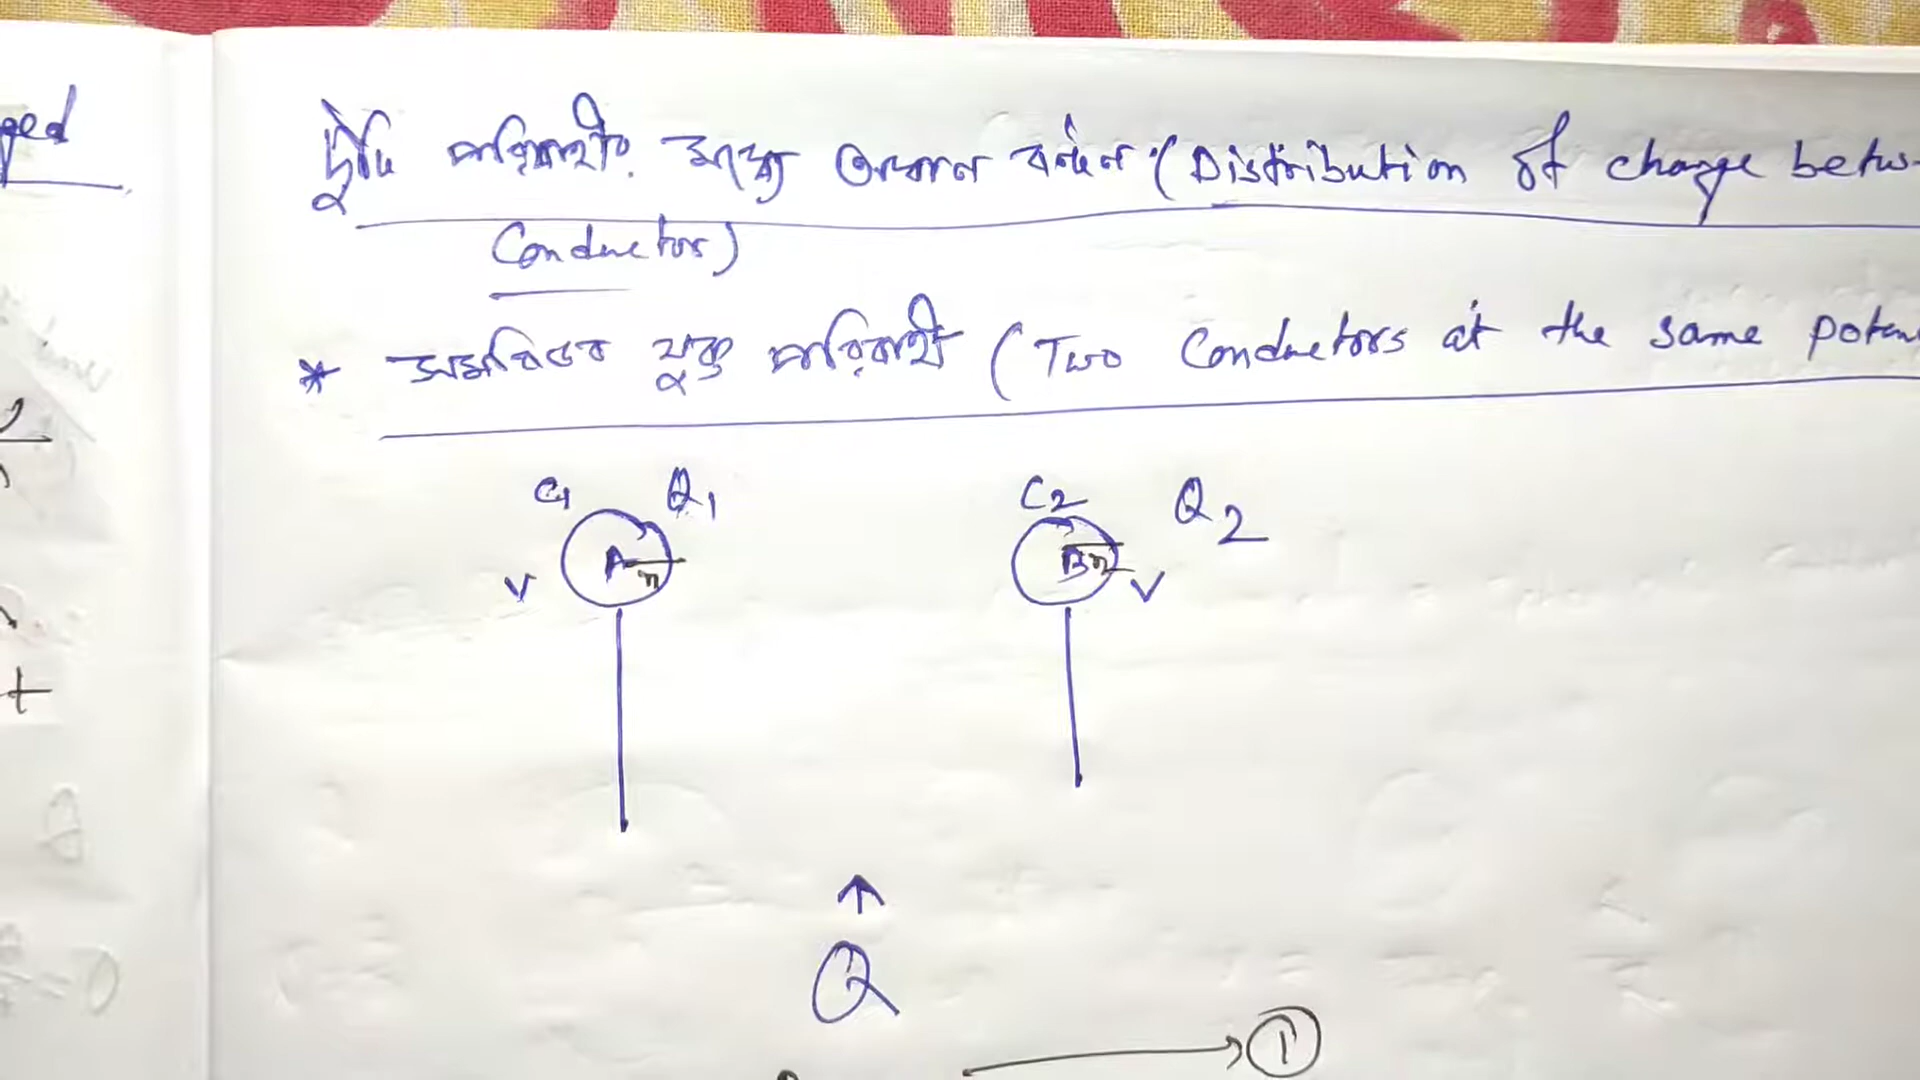 ged
দুটি পরিবাহীর মধ্যে আধান বন্টন (Distribution of charge betw
Conductors)
* সমবিভব যুক্ত পরিবাহী (Two Conductors at the same poten
C1 Q1 C2 Q2
V A r B r V
↑
Q
→ 1